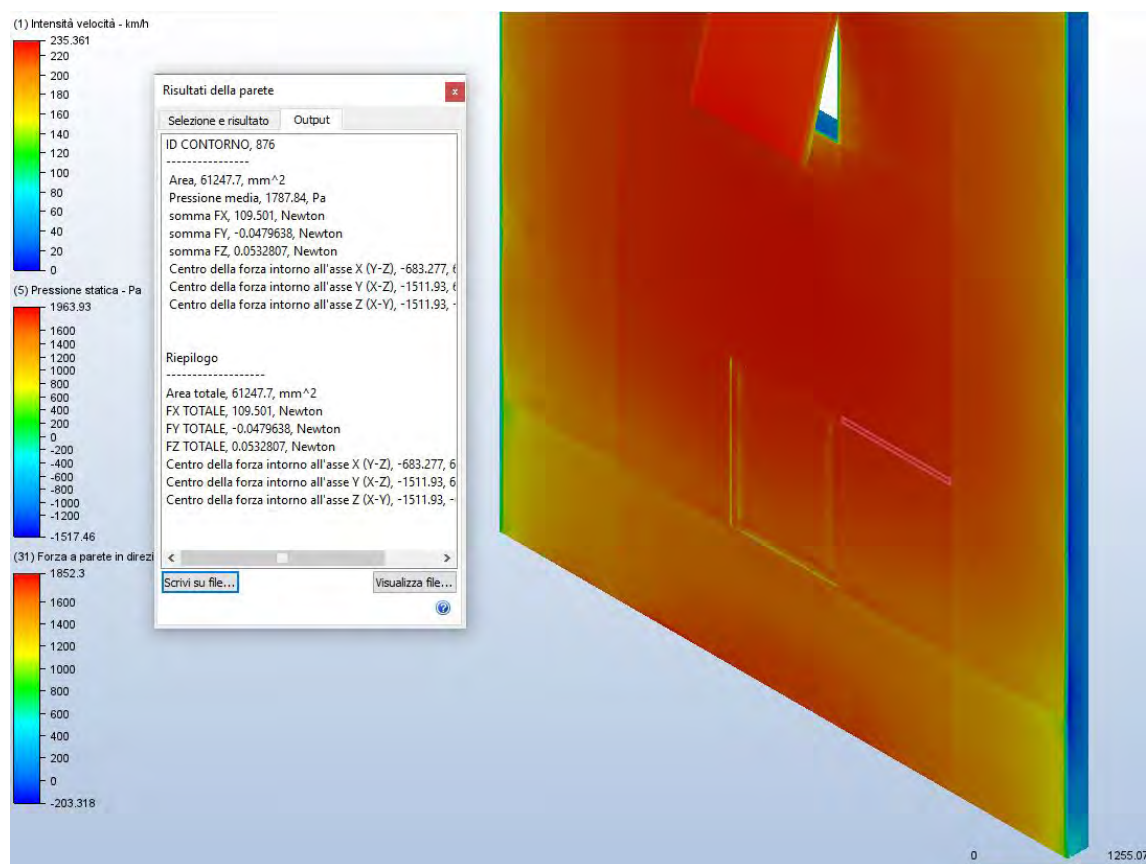 (1) Intensità velocità - km/h
235.361
220
200
180
160
140
120
100
80
60
40
20
0
(5) Pressione statica - Pa
1963.93
1600
1400
1200
1000
800
600
400
200
0
-200
-400
-600
-800
-1000
-1200
-1517.46
(31) Forza a parete in direzi
1852.3
1600
1400
1200
1000
800
600
400
200
0
-203.318
Risultati della parete
x
Selezione e risultato Output
ID CONTORNO, 876
----------------
Area, 61247.7, mm^2
Pressione media, 1787.84, Pa
somma FX, 109.501, Newton
somma FY, -0.0479638, Newton
somma FZ, 0.0532807, Newton
Centro della forza intorno all'asse X (Y-Z), -683.277, 6
Centro della forza intorno all'asse Y (X-Z), -1511.93, 6
Centro della forza intorno all'asse Z (X-Y), -1511.93, -
Riepilogo
-------------------
Area totale, 61247.7, mm^2
FX TOTALE, 109.501, Newton
FY TOTALE, -0.0479638, Newton
FZ TOTALE, 0.0532807, Newton
Centro della forza intorno all'asse X (Y-Z), -683.277, 6
Centro della forza intorno all'asse Y (X-Z), -1511.93, 6
Centro della forza intorno all'asse Z (X-Y), -1511.93, -
Scrivi su file... Visualizza file...
?
0 1255.07